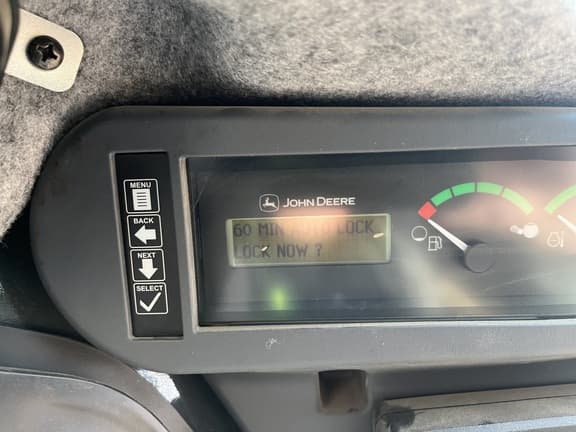 MENU
BACK
NEXT
SELECT
JOHN DEERE
60 MIN LOCK
LOCK NOW ?